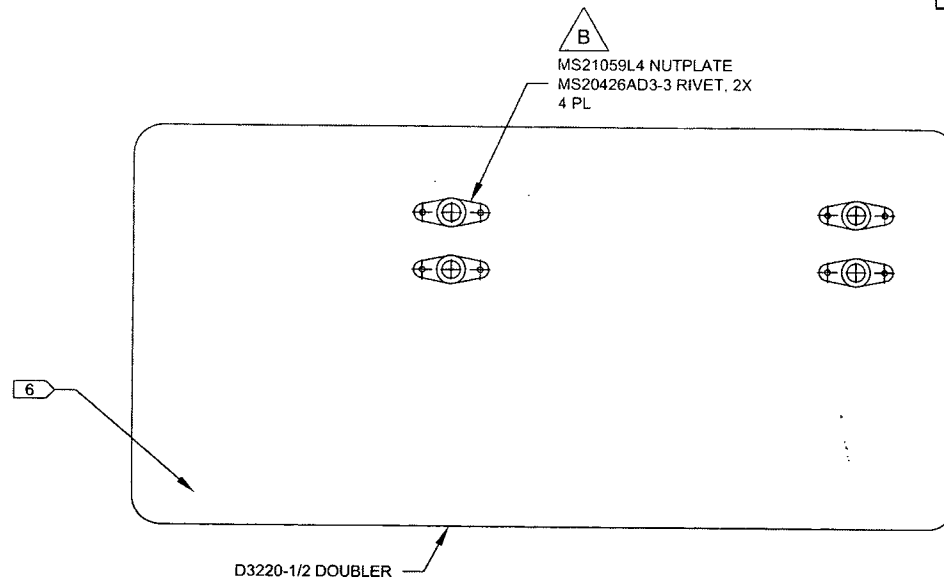 B
MS21059L4 NUTPLATE
MS20426AD3-3 RIVET, 2X
4 PL
6
D3220-1/2 DOUBLER